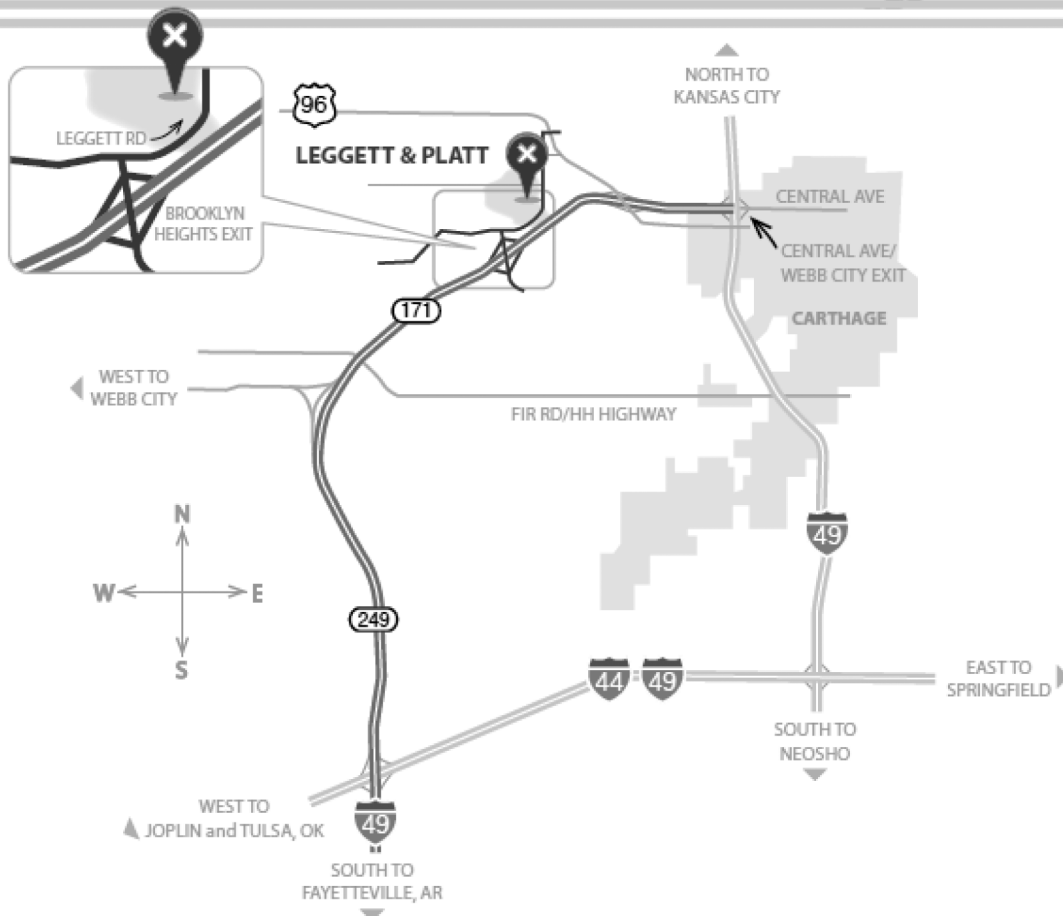 NORTH TO
KANSAS CITY
96
LEGGETT RD
LEGGETT & PLATT
BROOKLYN
HEIGHTS EXIT
CENTRAL AVE
CENTRAL AVE/
WEBB CITY EXIT
171
CARTHAGE
WEST TO
WEBB CITY
FIR RD/HH HIGHWAY
N
W
E
S
49
249
44
49
EAST TO
SPRINGFIELD
SOUTH TO
NEOSHO
WEST TO
JOPLIN and TULSA, OK
49
SOUTH TO
FAYETTEVILLE, AR